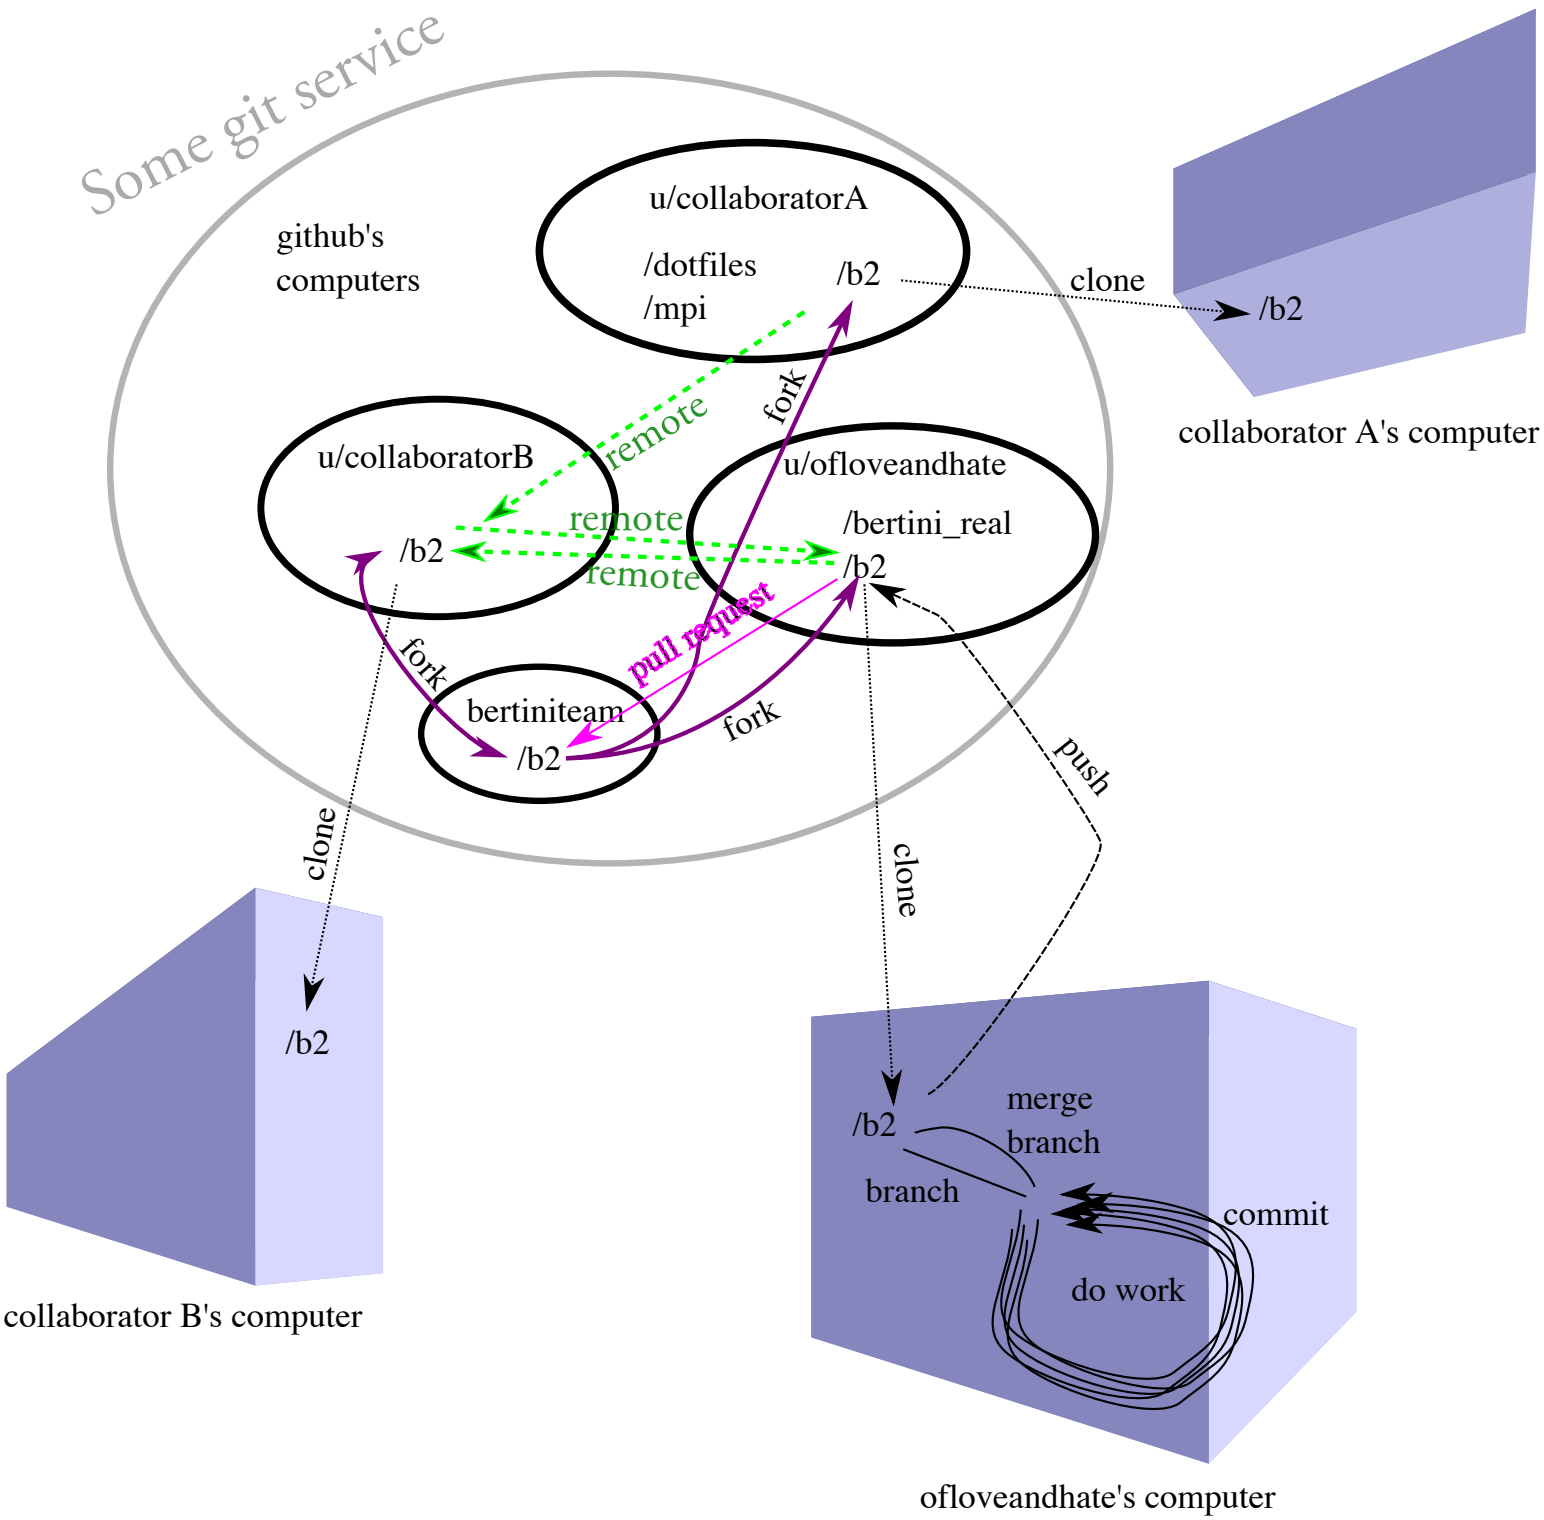 Some git service
github's
computers
u/collaboratorA
/dotfiles
/mpi
/b2
clone
/b2
collaborator A's computer
fork
remote
u/collaboratorB
/b2
remote
remote
u/ofloveandhate
/bertini_real
/b2
pull request
fork
bertiniteam
/b2
fork
push
clone
clone
/b2
collaborator B's computer
/b2
merge
branch
branch
commit
do work
ofloveandhate's computer